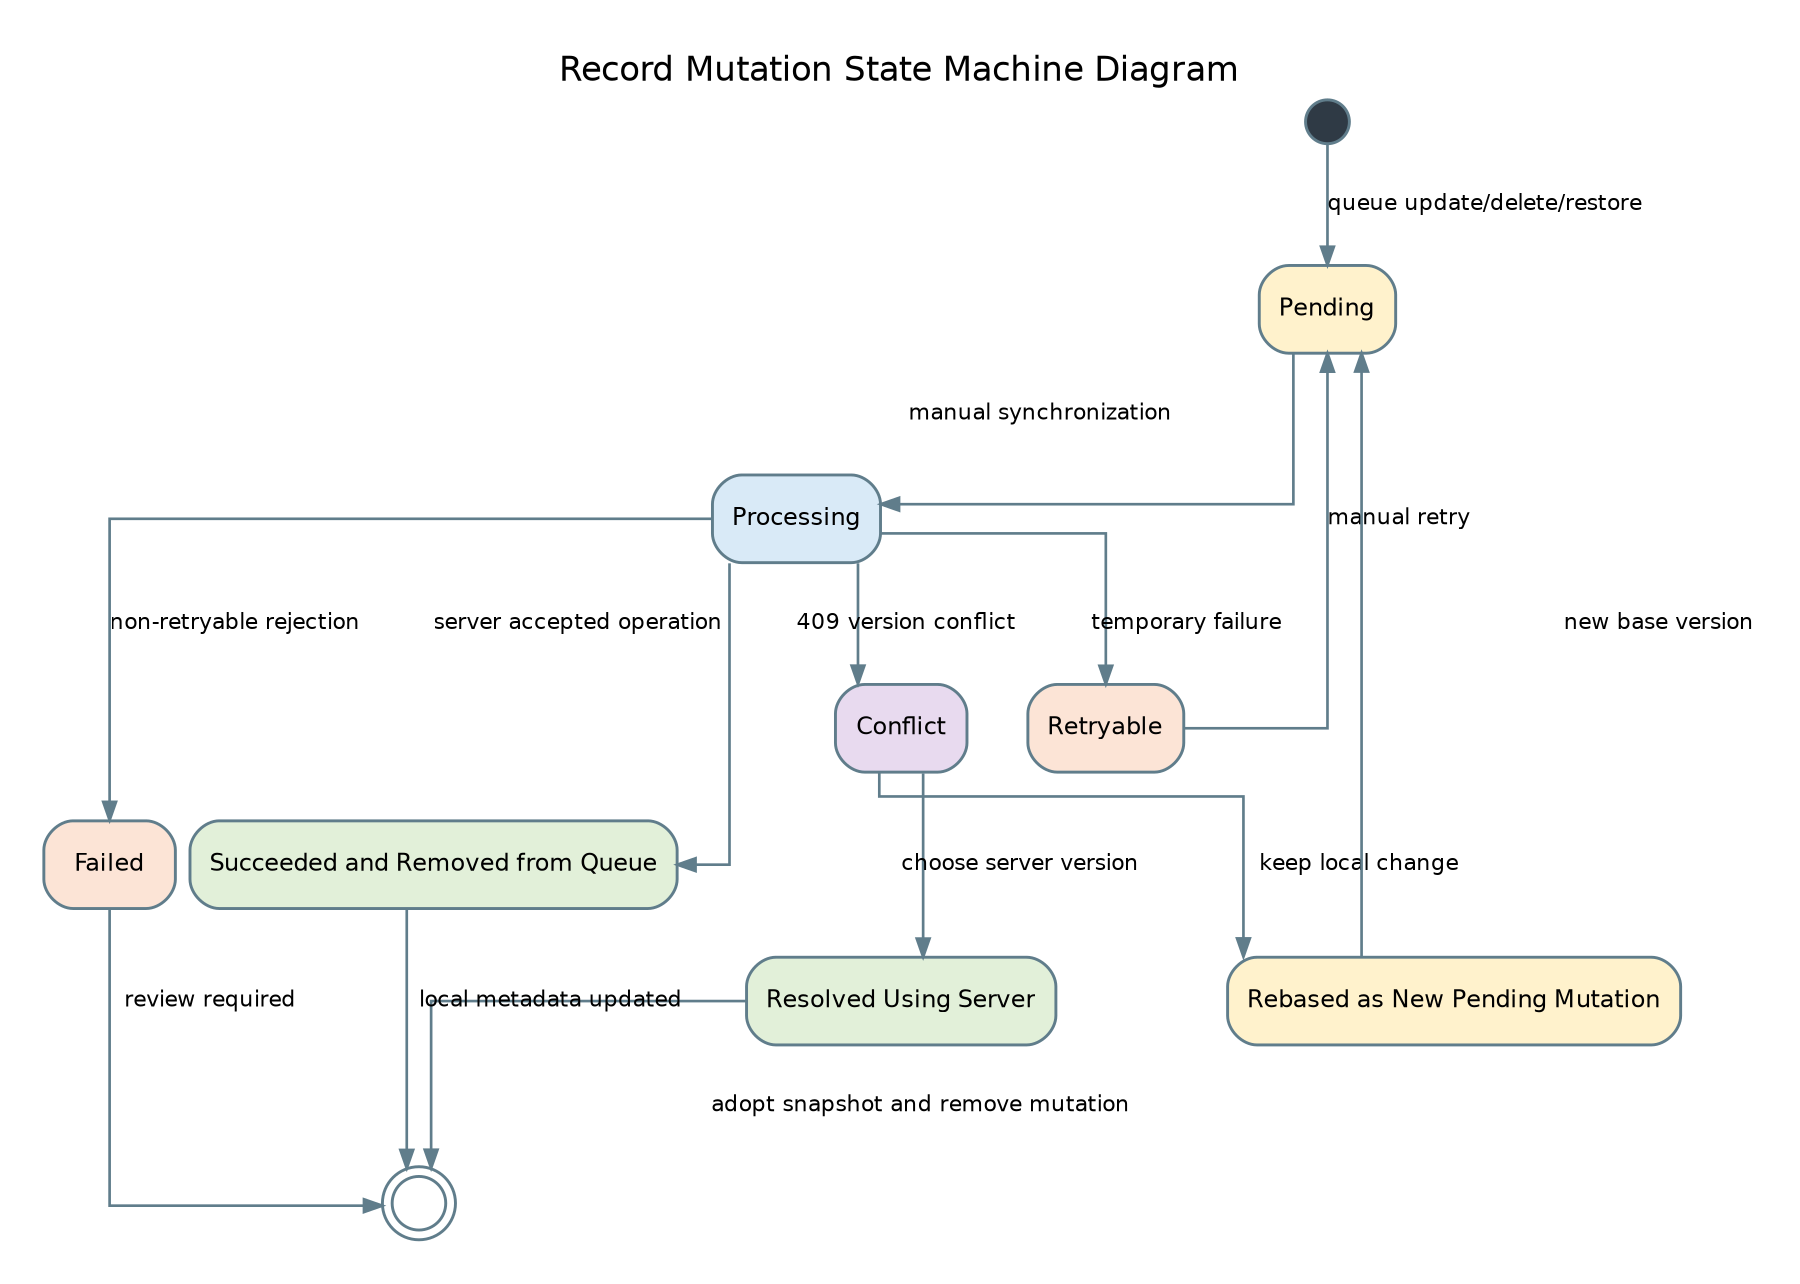 Record Mutation State Machine Diagram
queue update/delete/restore
Pending
manual synchronization
Processing
manual retry
non-retryable rejection
server accepted operation
409 version conflict
temporary failure
new base version
Conflict
Retryable
Failed
Succeeded and Removed from Queue
choose server version
keep local change
review required
local metadata updated
Resolved Using Server
Rebased as New Pending Mutation
adopt snapshot and remove mutation